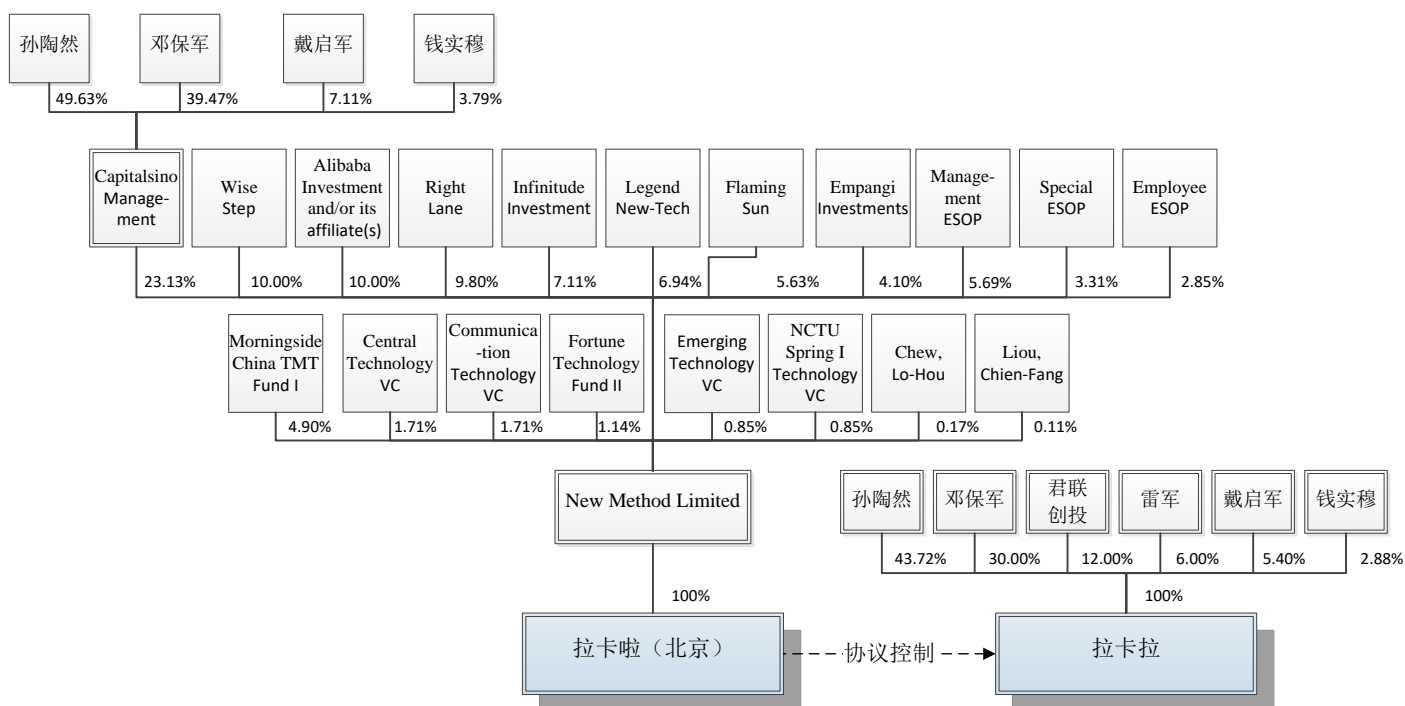 孙陶然
邓保军
戴启军
钱实穆
49.63%
39.47%
7.11%
3.79%
Capitalsino
Manage-
ment
Wise
Step
Alibaba
Investment
and/or its
affiliate(s)
Right
Lane
Infinitude
Investment
Legend
New-Tech
Flaming
Sun
Empangi
Investments
Manage-
ment
ESOP
Special
ESOP
Employee
ESOP
23.13%
10.00%
10.00%
9.80%
7.11%
6.94%
5.63%
4.10%
5.69%
3.31%
2.85%
Morningside
China TMT
Fund I
Central
Technology
VC
Communica
-tion
Technology
VC
Fortune
Technology
Fund II
Emerging
Technology
VC
NCTU
Spring I
Technology
VC
Chew,
Lo-Hou
Liou,
Chien-Fang
4.90%
1.71%
1.71%
1.14%
0.85%
0.85%
0.17%
0.11%
New Method Limited
孙陶然
邓保军
君联
创投
雷军
戴启军
钱实穆
43.72%
30.00%
12.00%
6.00%
5.40%
2.88%
100%
100%
拉卡啦（北京）
协议控制
拉卡拉